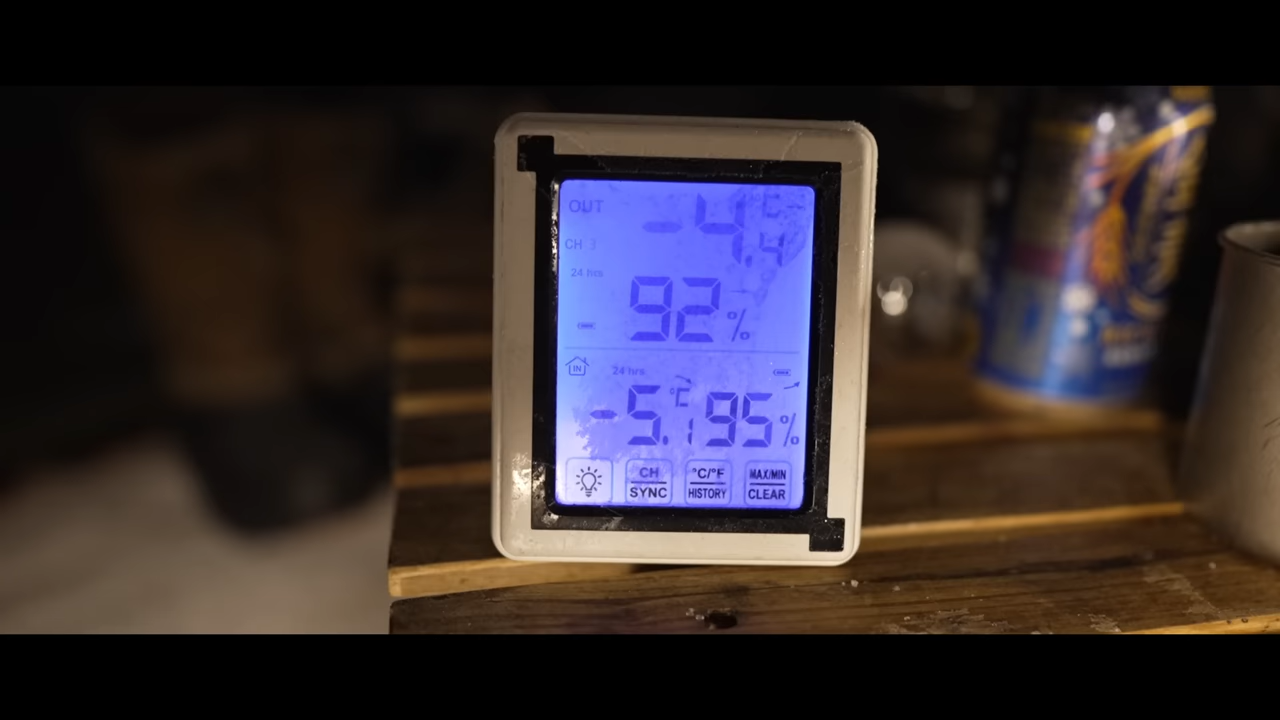 OUT
-4.4
CH 3
24 hrs
92 %
IN
24 hrs
-5.1 °C 95 %
CH
SYNC
°C/°F
HISTORY
MAX/MIN
CLEAR